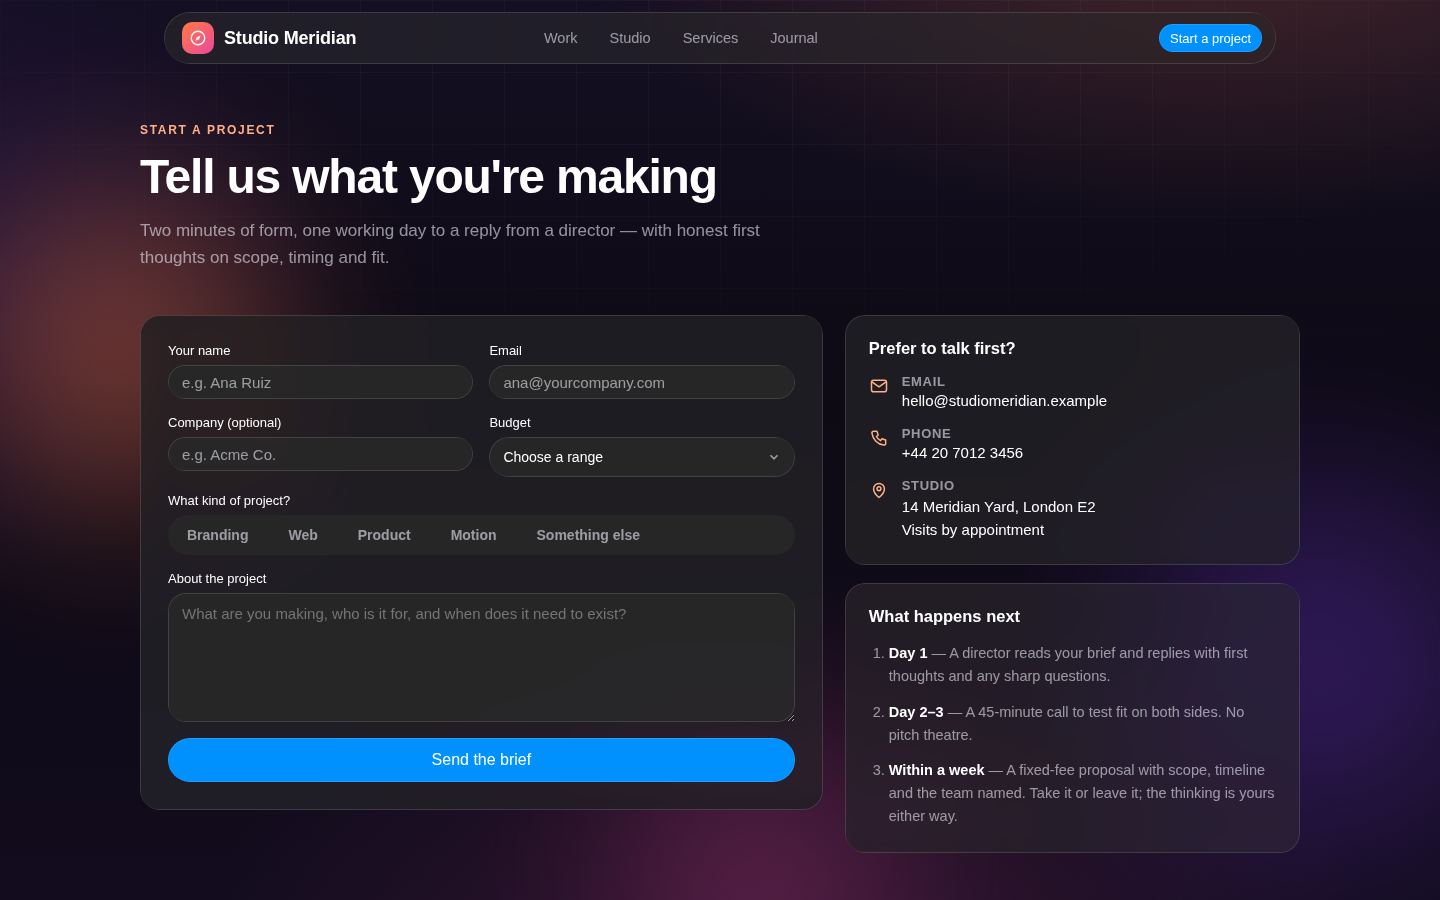 Studio Meridian
Work
Studio
Services
Journal
Start a project
START A PROJECT
Tell us what you're making
Two minutes of form, one working day to a reply from a director — with honest first
thoughts on scope, timing and fit.
Your name
Email
e.g. Ana Ruiz
ana@yourcompany.com
Company (optional)
Budget
e.g. Acme Co.
Choose a range
What kind of project?
Branding
Web
Product
Motion
Something else
About the project
What are you making, who is it for, and when does it need to exist?
Send the brief
Prefer to talk first?
EMAIL
hello@studiomeridian.example
PHONE
+44 20 7012 3456
STUDIO
14 Meridian Yard, London E2
Visits by appointment
What happens next
1. Day 1 — A director reads your brief and replies with first
thoughts and any sharp questions.
2. Day 2–3 — A 45-minute call to test fit on both sides. No
pitch theatre.
3. Within a week — A fixed-fee proposal with scope, timeline
and the team named. Take it or leave it; the thinking is yours
either way.